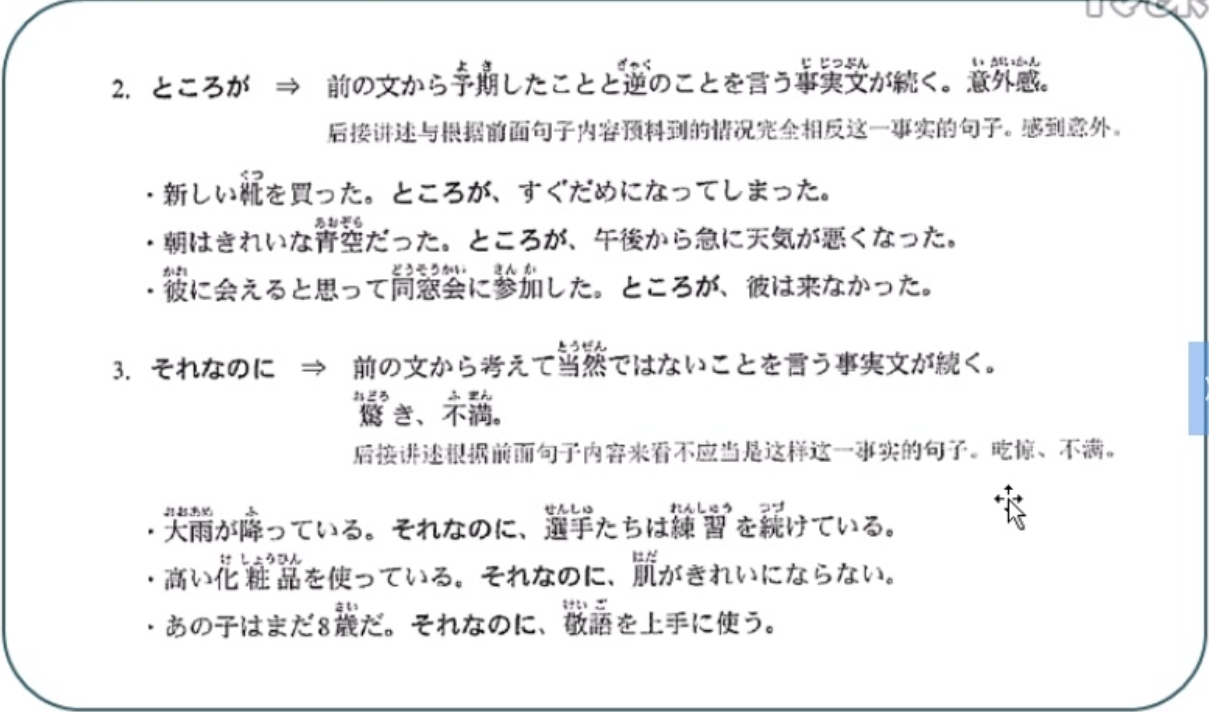 2. ところが ⇒ 前の文から予期したことと逆のことを言う事実文が続く。意外感。
后接讲述与根据前面句子内容预料到的情况完全相反这一事实的句子。感到意外。
・新しい靴を買った。ところが、すぐだめになってしまった。
・朝はきれいな青空だった。ところが、午後から急に天気が悪くなった。
・彼に会えると思って同窓会に参加した。ところが、彼は来なかった。
3. それなのに ⇒ 前の文から考えて当然ではないことを言う事実文が続く。
驚き、不満。
后接讲述根据前面句子内容来看不应当是这样这一事实的句子。吃惊、不满。
・大雨が降っている。それなのに、選手たちは練習を続けている。
・高い化粧品を使っている。それなのに、肌がきれいにならない。
・あの子はまだ8歳だ。それなのに、敬語を上手に使う。